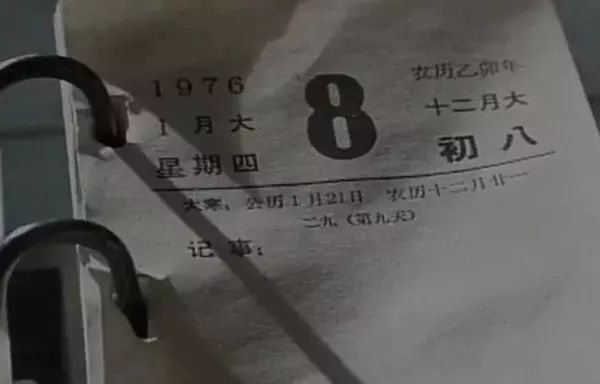 1976
1月大
星期四
8
农历乙卯年
十二月大
初八
大寒：公历1月21日 农历十二月廿一
二九（第九天）
记事：